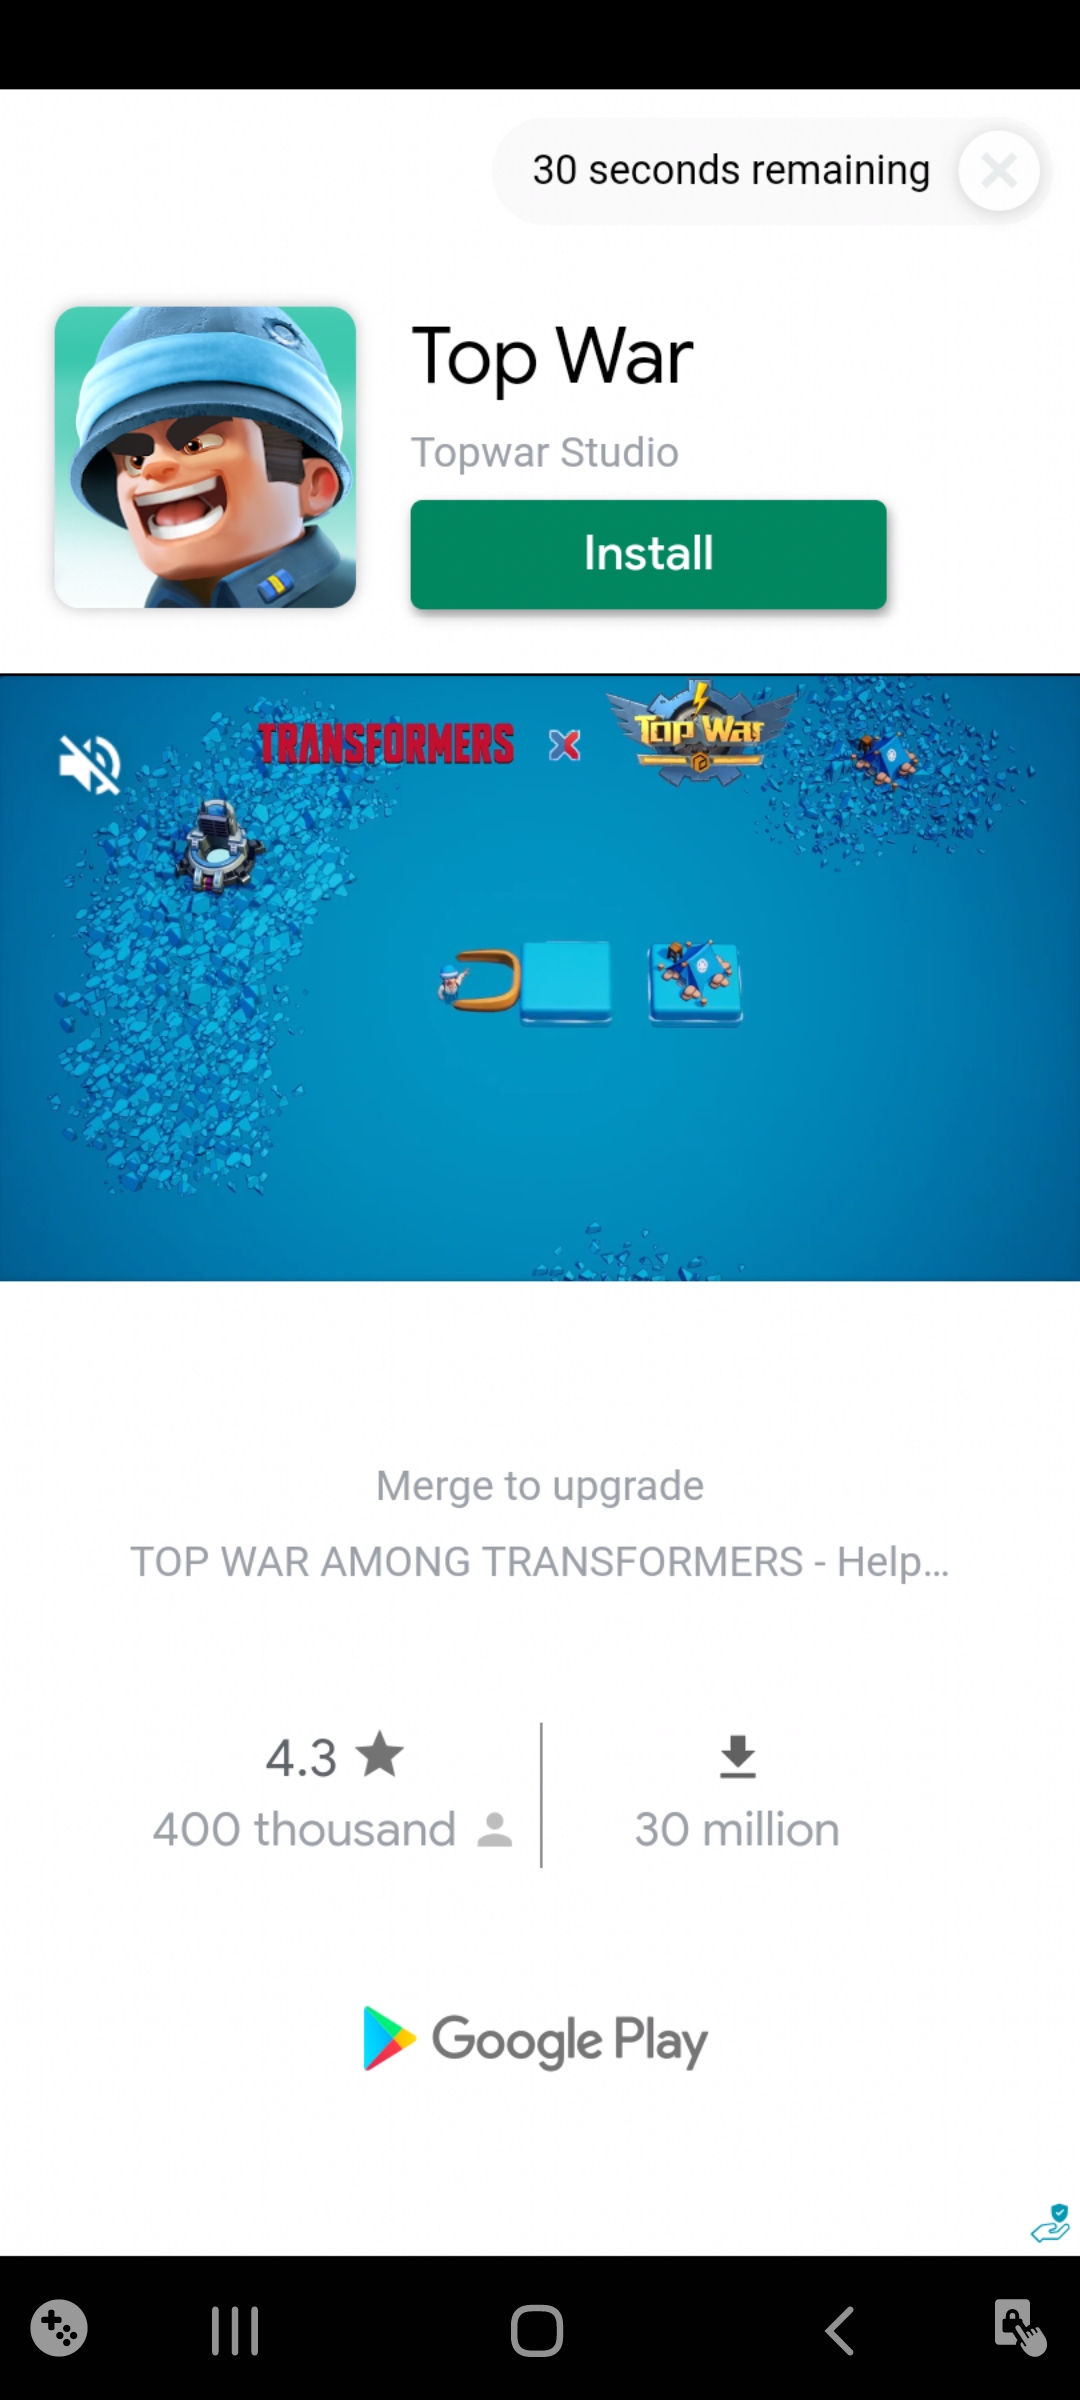 30 seconds remaining
Top War
Topwar Studio
Install
TRANSFORMERS X Top War
Merge to upgrade
TOP WAR AMONG TRANSFORMERS - Help...
4.3
400 thousand
30 million
Google Play